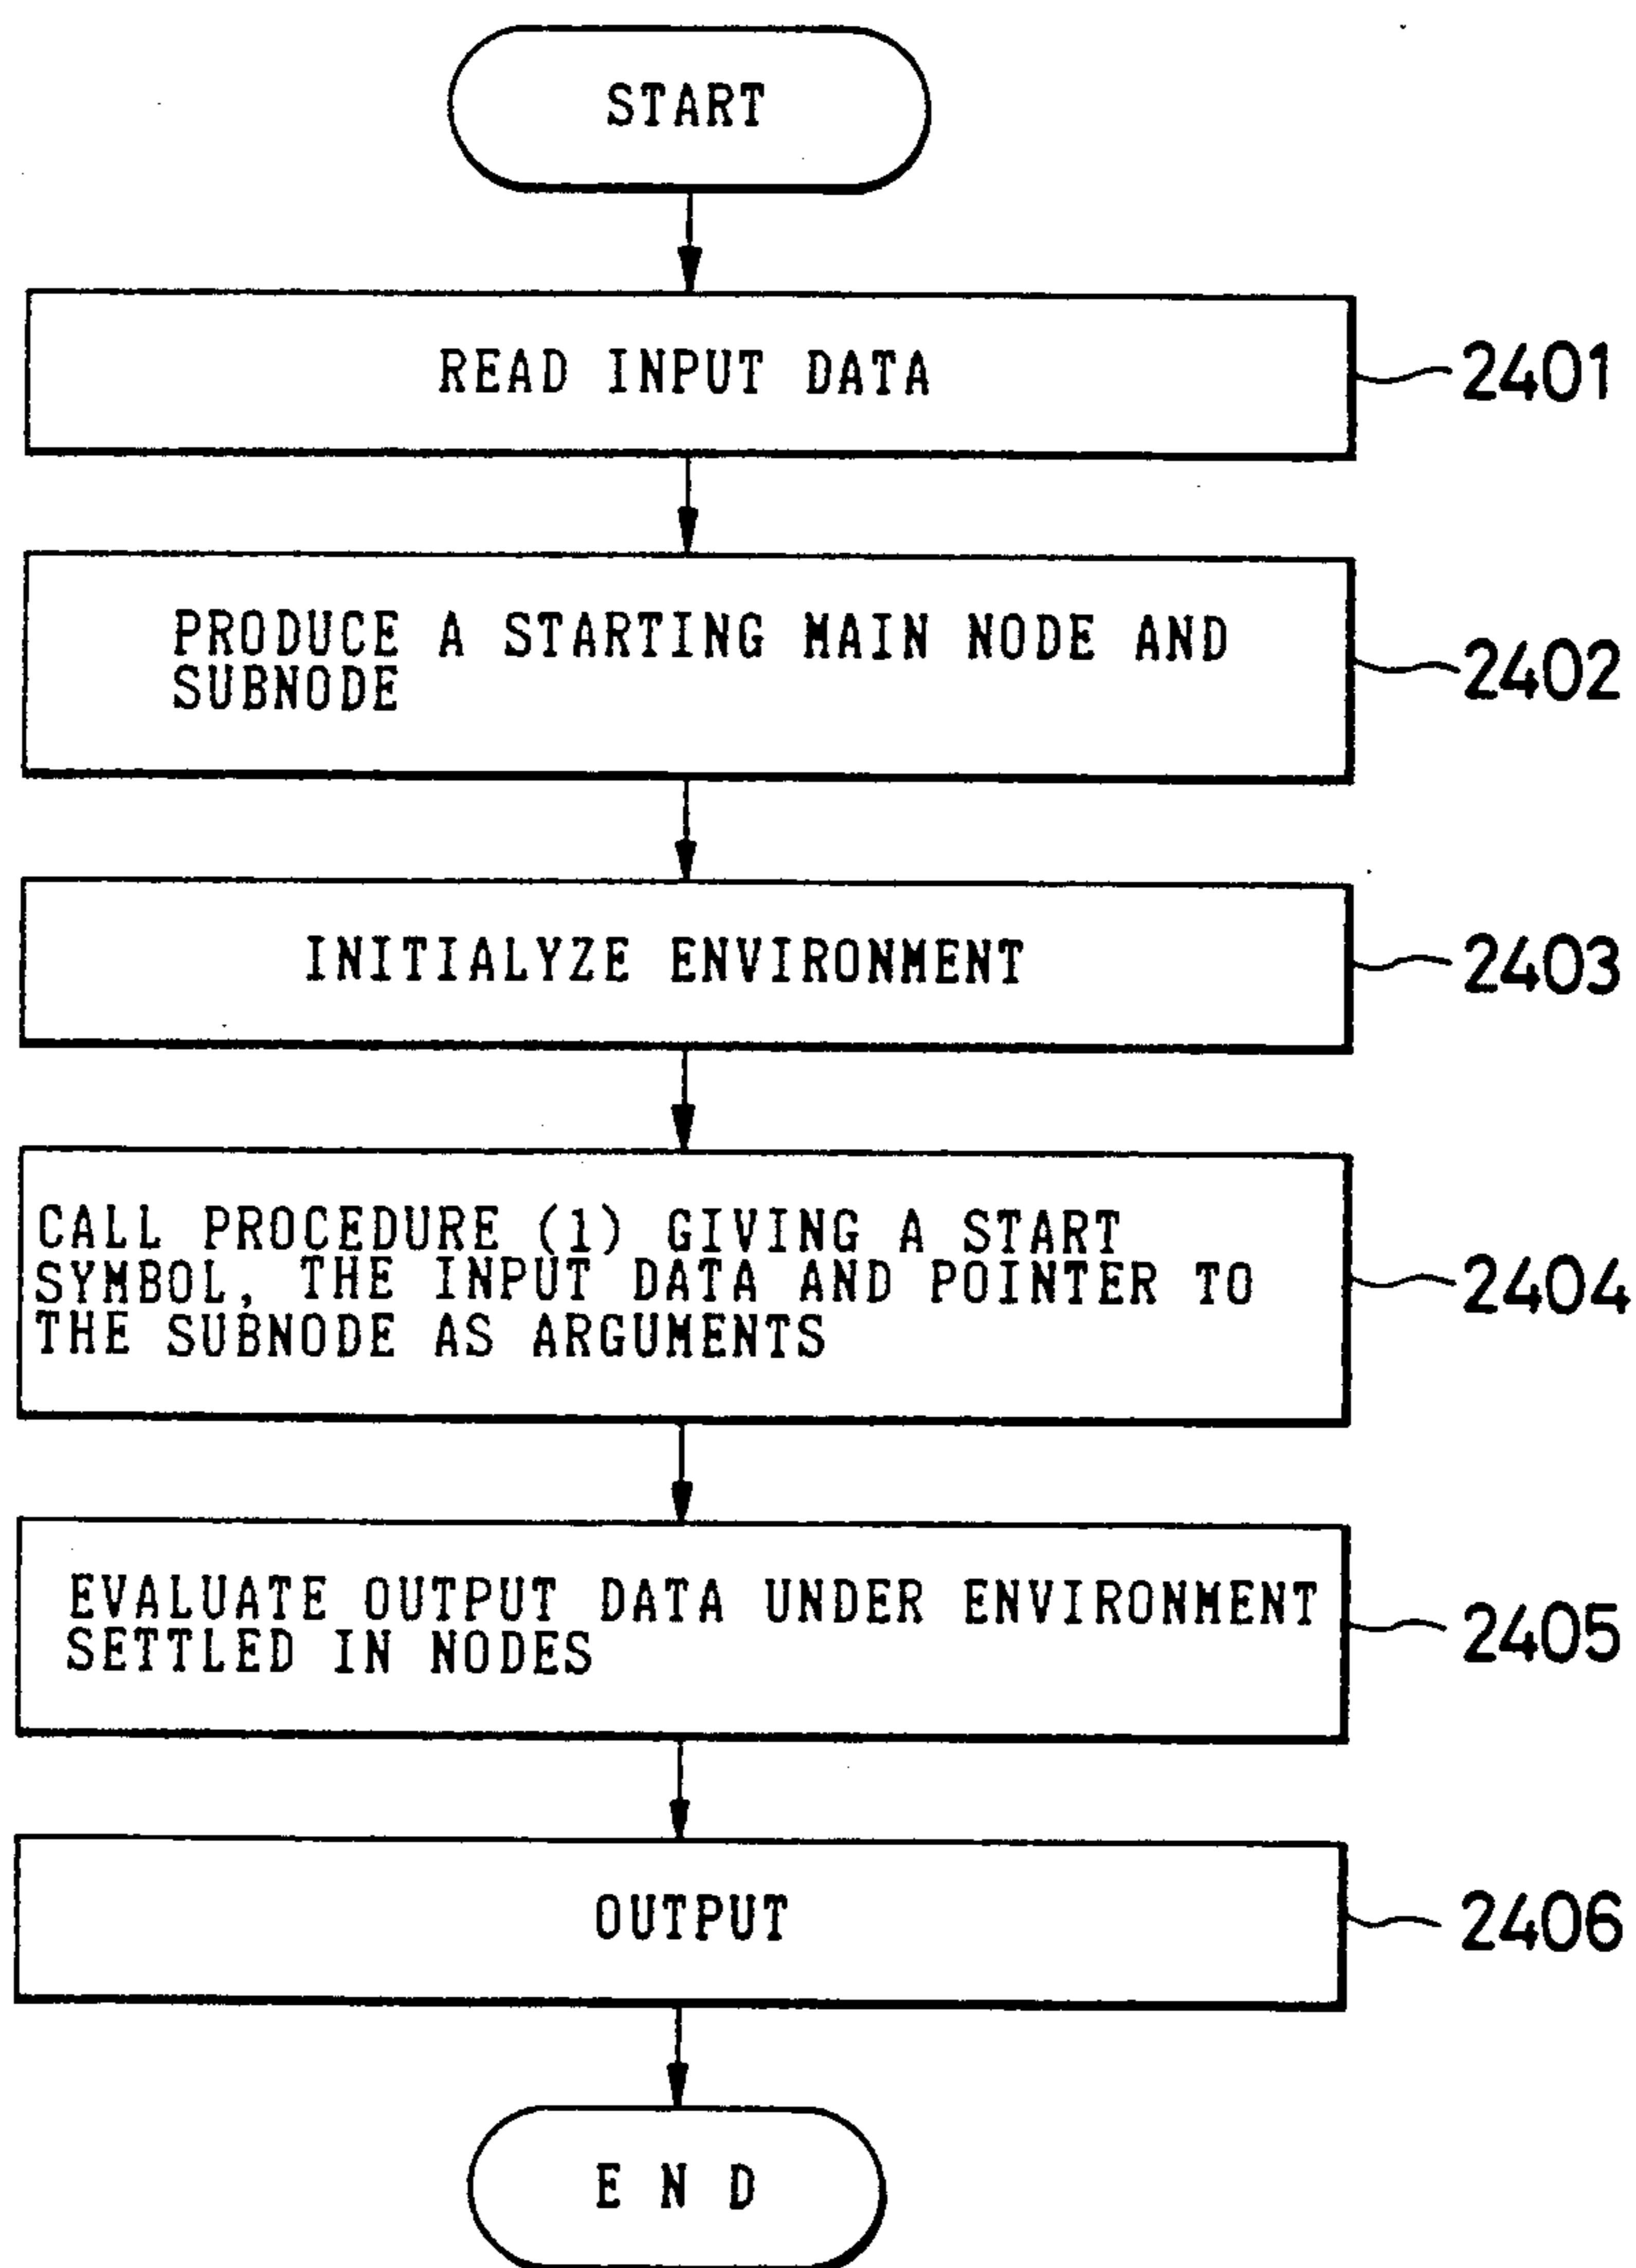 START
READ INPUT DATA
2401
PRODUCE A STARTING MAIN NODE AND
SUBNODE
2402
INITIALYZE ENVIRONMENT
2403
CALL PROCEDURE (1) GIVING A START
SYMBOL, THE INPUT DATA AND POINTER TO
THE SUBNODE AS ARGUMENTS
2404
EVALUATE OUTPUT DATA UNDER ENVIRONMENT
SETTLED IN NODES
2405
OUTPUT
2406
END